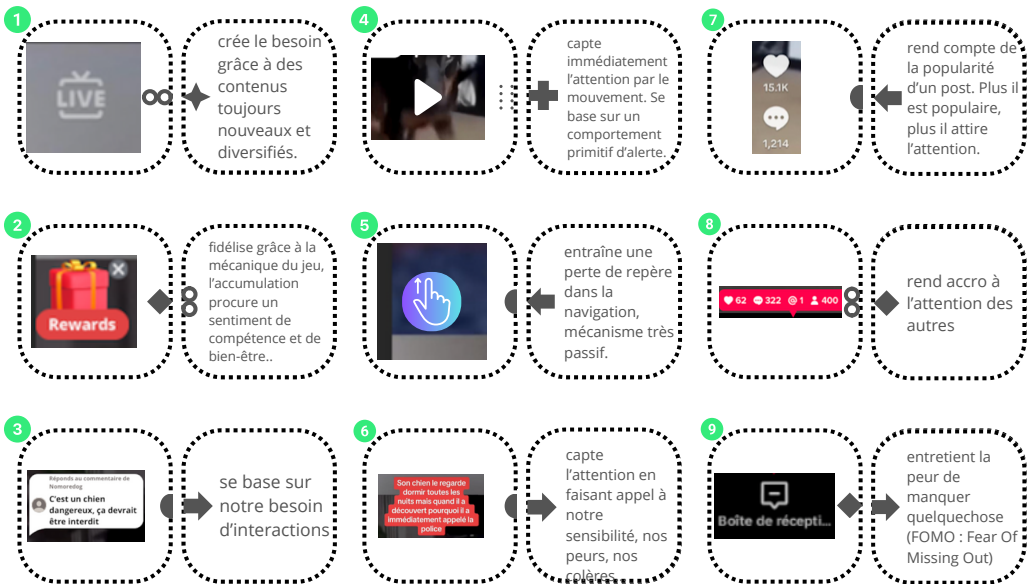 1
LIVE
crée le besoin
grâce à des
contenus
toujours
nouveaux et
diversifiés.
2
Rewards
fidélise grâce à la
mécanique du jeu,
l'accumulation
procure un
sentiment de
compétence et de
bien-être..
3
Réponds au commentaire de
Nomoredog
C'est un chien
dangereux, ça devrait
être interdit
se base sur
notre besoin
d'interactions
4
capte
immédiatement
l'attention par le
mouvement. Se
base sur un
comportement
primitif d'alerte.
5
entraîne une
perte de repère
dans la
navigation,
mécanisme très
passif.
6
Son chien le regarde
dormir toutes les
nuits mais quand il a
découvert pourquoi il a
immédiatement appelé la
police
capte
l'attention en
faisant appel à
notre
sensibilité, nos
peurs, nos
colères
7
15.1K
1,214
rend compte de
la popularité
d'un post. Plus il
est populaire,
plus il attire
l'attention.
8
62 322 @ 1 400
rend accro à
l'attention des
autres
9
Boîte de récepti...
entretient la
peur de
manquer
quelquechose
(FOMO : Fear Of
Missing Out)